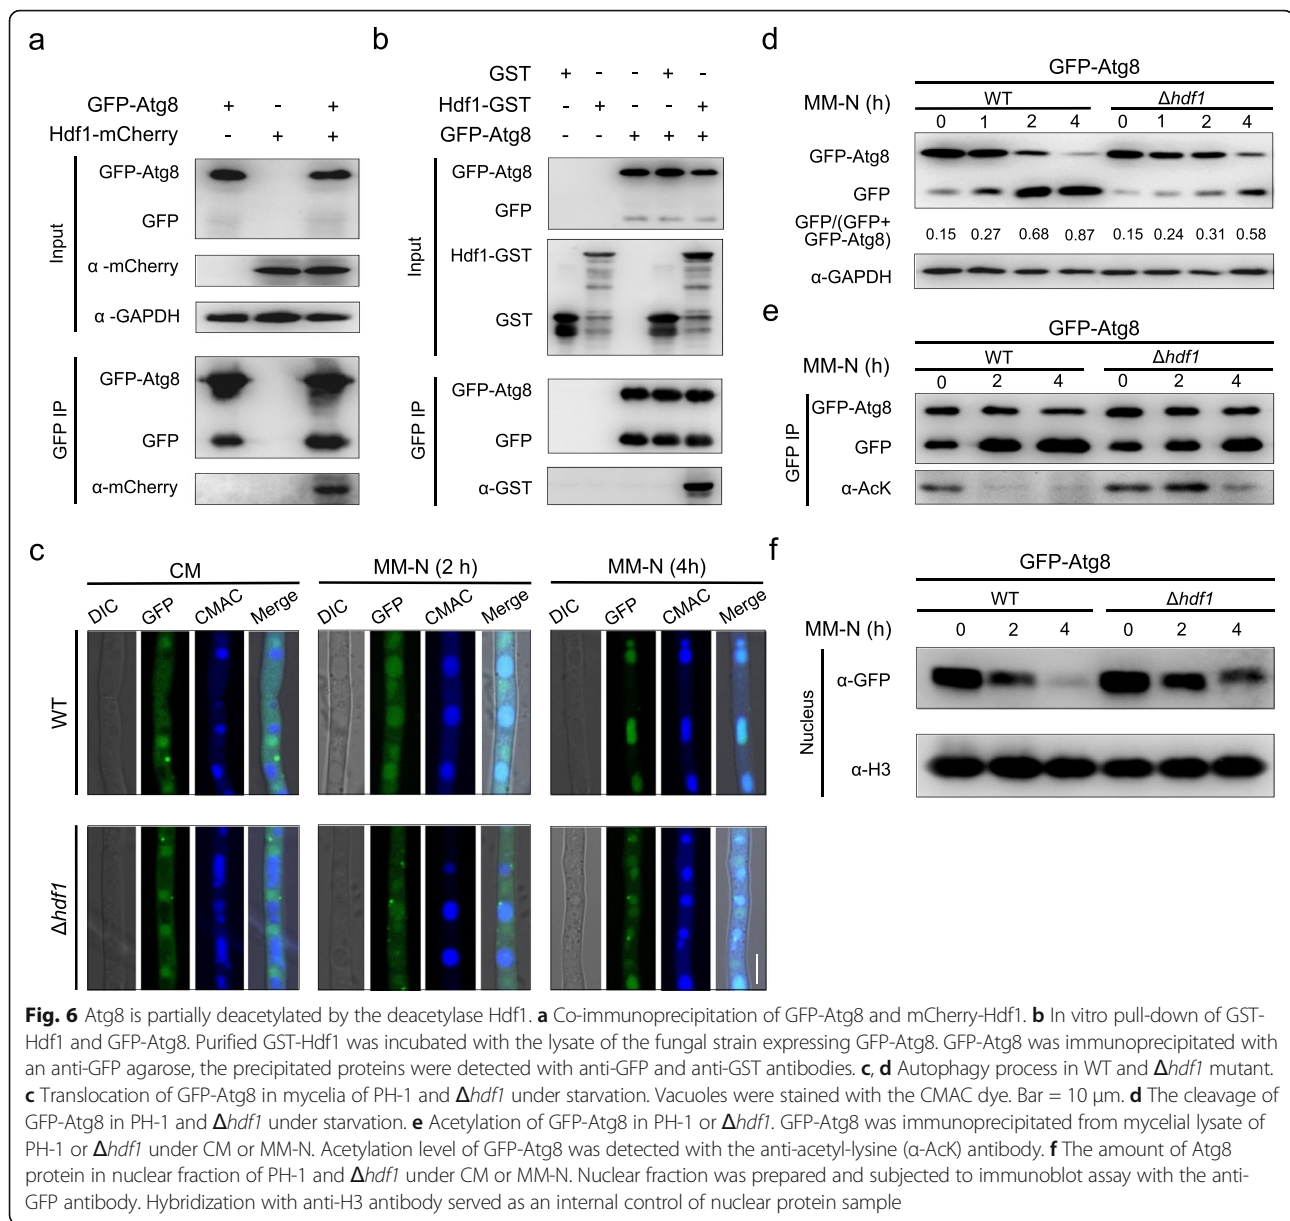 a
GFP-Atg8 + - +
Hdf1-mCherry - + +
Input
GFP-Atg8
GFP
α -mCherry
α -GAPDH
GFP IP
GFP-Atg8
GFP
α-mCherry
b
GST + - - + -
Hdf1-GST - + - - +
GFP-Atg8 - - + + +
Input
GFP-Atg8
GFP
Hdf1-GST
GST
GFP IP
GFP-Atg8
GFP
α-GST
c
CM MM-N (2 h) MM-N (4h)
DIC GFP CMAC Merge DIC GFP CMAC Merge DIC GFP CMAC Merge
WT
Δhdf1
d
GFP-Atg8
MM-N (h) WT Δhdf1
0 1 2 4 0 1 2 4
GFP-Atg8
GFP
GFP/(GFP+
GFP-Atg8) 0.15 0.27 0.68 0.87 0.15 0.24 0.31 0.58
α-GAPDH
e
GFP-Atg8
MM-N (h) WT Δhdf1
0 2 4 0 2 4
GFP IP
GFP-Atg8
GFP
α-AcK
f
GFP-Atg8
WT Δhdf1
MM-N (h) 0 2 4 0 2 4
Nucleus
α-GFP
α-H3
Fig. 6 Atg8 is partially deacetylated by the deacetylase Hdf1. a Co-immunoprecipitation of GFP-Atg8 and mCherry-Hdf1. b In vitro pull-down of GST-
Hdf1 and GFP-Atg8. Purified GST-Hdf1 was incubated with the lysate of the fungal strain expressing GFP-Atg8. GFP-Atg8 was immunoprecipitated with
an anti-GFP agarose, the precipitated proteins were detected with anti-GFP and anti-GST antibodies. c, d Autophagy process in WT and Δhdf1 mutant.
c Translocation of GFP-Atg8 in mycelia of PH-1 and Δhdf1 under starvation. Vacuoles were stained with the CMAC dye. Bar = 10 μm. d The cleavage of
GFP-Atg8 in PH-1 and Δhdf1 under starvation. e Acetylation of GFP-Atg8 in PH-1 or Δhdf1. GFP-Atg8 was immunoprecipitated from mycelial lysate of
PH-1 or Δhdf1 under CM or MM-N. Acetylation level of GFP-Atg8 was detected with the anti-acetyl-lysine (α-AcK) antibody. f The amount of Atg8
protein in nuclear fraction of PH-1 and Δhdf1 under CM or MM-N. Nuclear fraction was prepared and subjected to immunoblot assay with the anti-
GFP antibody. Hybridization with anti-H3 antibody served as an internal control of nuclear protein sample